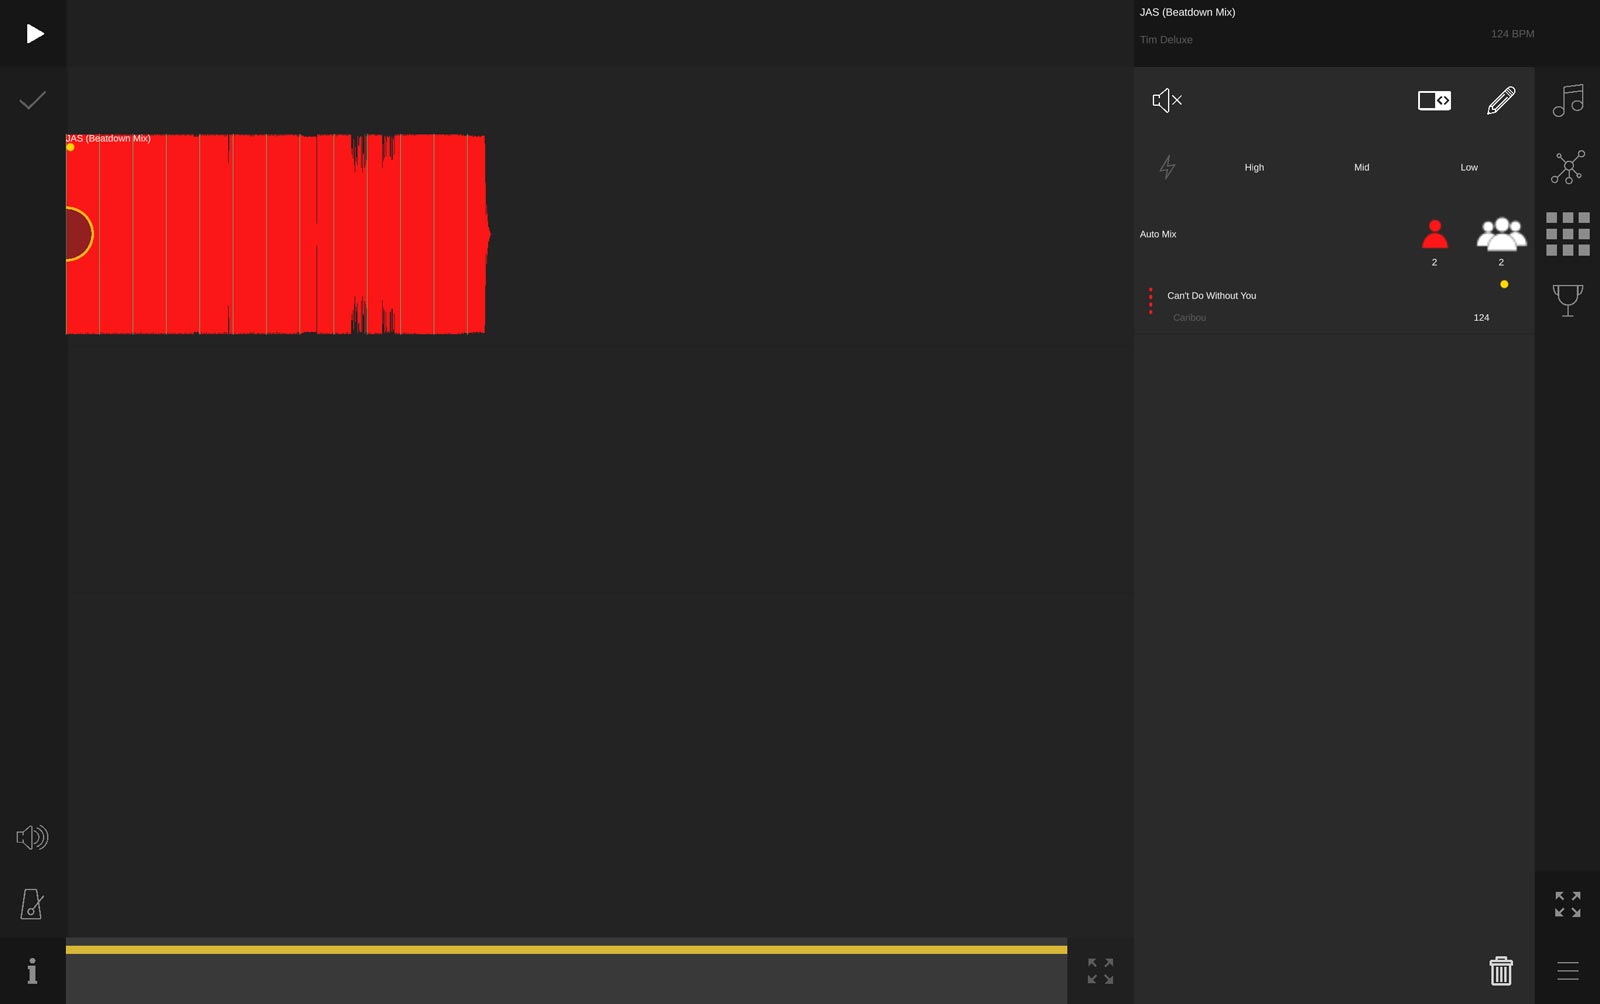 JAS (Beatdown Mix)
Tim Deluxe
124 BPM
JAS (Beatdown Mix)
High
Mid
Low
Auto Mix
2
2
Can't Do Without You
Caribou
124